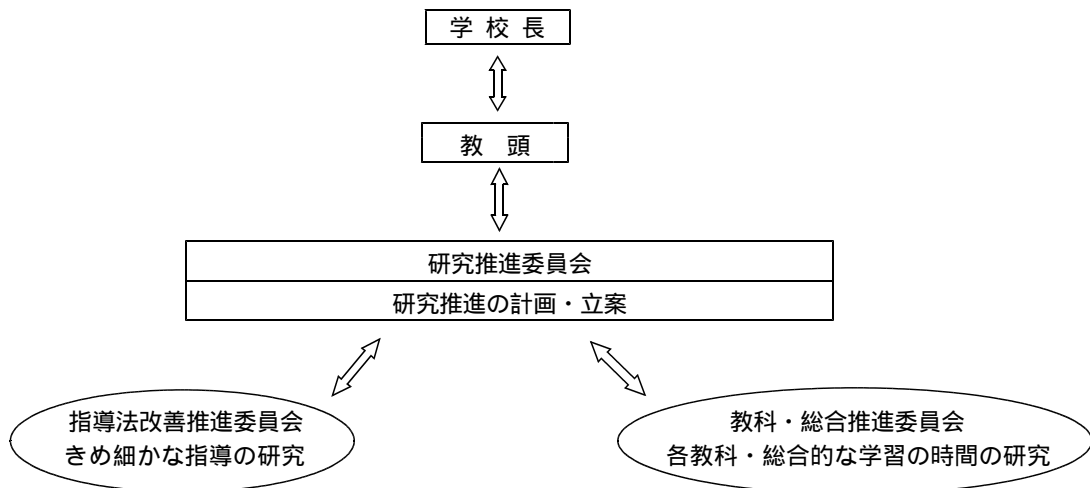 学 校 長
教　頭
研究推進委員会
研究推進の計画・立案
指導法改善推進委員会
きめ細かな指導の研究
教科・総合推進委員会
各教科・総合的な学習の時間の研究